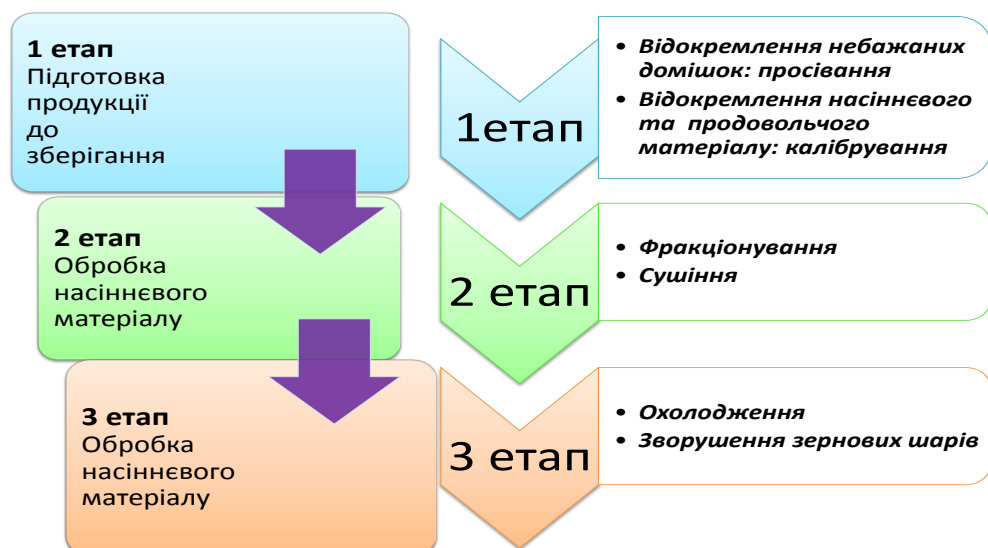 1 етап
Підготовка
продукції
до
зберігання
1етап
• Відокремлення небажаних
домішок: просівання
• Відокремлення насіннєвого
та продовольчого
матеріалу: калібрування
2 етап
Обробка
насіннєвого
матеріалу
2 етап
• Фракціонування
• Сушіння
3 етап
Обробка
насіннєвого
матеріалу
3 етап
• Охолодження
• Зворушення зернових шарів